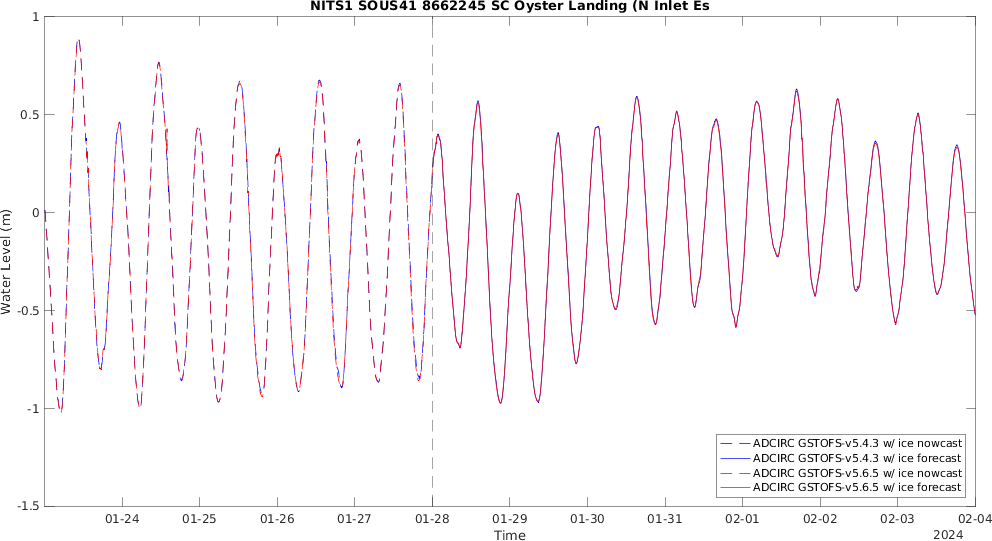 NITS1 SOUS41 8662245 SC Oyster Landing (N Inlet Es
1
0.5
0
-0.5
-1
-1.5
Water Level (m)
ADCIRC GSTOFS-v5.4.3 w/ ice nowcast
ADCIRC GSTOFS-v5.4.3 w/ ice forecast
ADCIRC GSTOFS-v5.6.5 w/ ice nowcast
ADCIRC GSTOFS-v5.6.5 w/ ice forecast
01-24 01-25 01-26 01-27 01-28 01-29 01-30 01-31 02-01 02-02 02-03 02-04
Time
2024